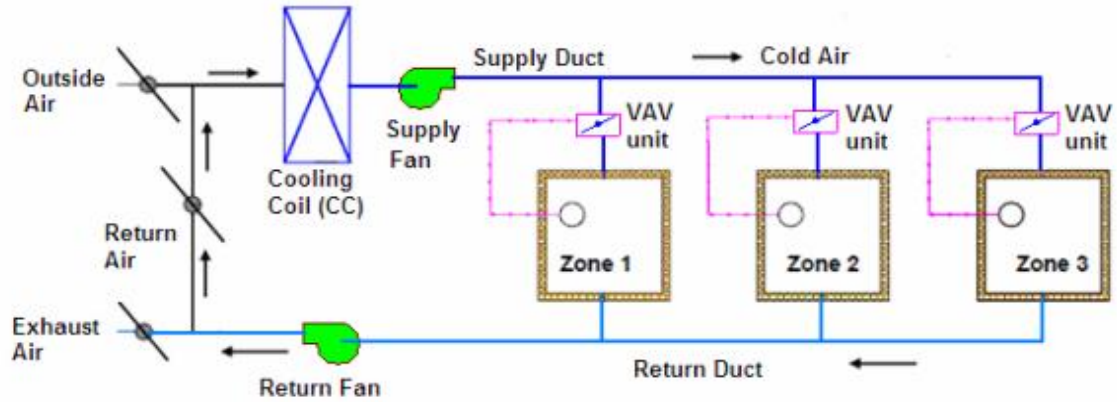 Supply Duct
Cold Air
Outside
Air
VAV
unit
VAV
unit
VAV
unit
Supply
Fan
Cooling
Coil (CC)
Return
Air
Zone 1
Zone 2
Zone 3
Exhaust
Air
Return Fan
Return Duct